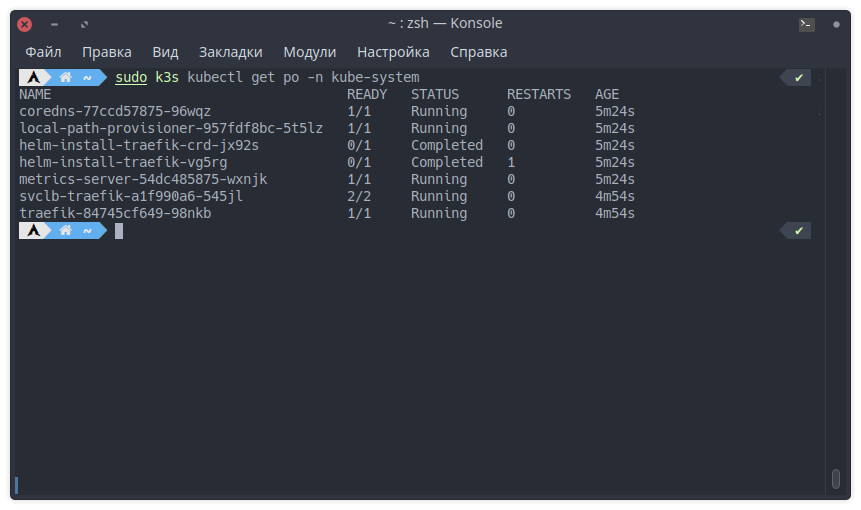 ~ : zsh — Konsole
Файл Правка Вид Закладки Модули Настройка Справка
~ sudo k3s kubectl get po -n kube-system ✔
NAME READY STATUS RESTARTS AGE
coredns-77ccd57875-96wqz 1/1 Running 0 5m24s
local-path-provisioner-957fdf8bc-5t5lz 1/1 Running 0 5m24s
helm-install-traefik-crd-jx92s 0/1 Completed 0 5m24s
helm-install-traefik-vg5rg 0/1 Completed 1 5m24s
metrics-server-54dc485875-wxnjk 1/1 Running 0 5m24s
svclb-traefik-a1f990a6-545jl 2/2 Running 0 4m54s
traefik-84745cf649-98nkb 1/1 Running 0 4m54s
~ ✔